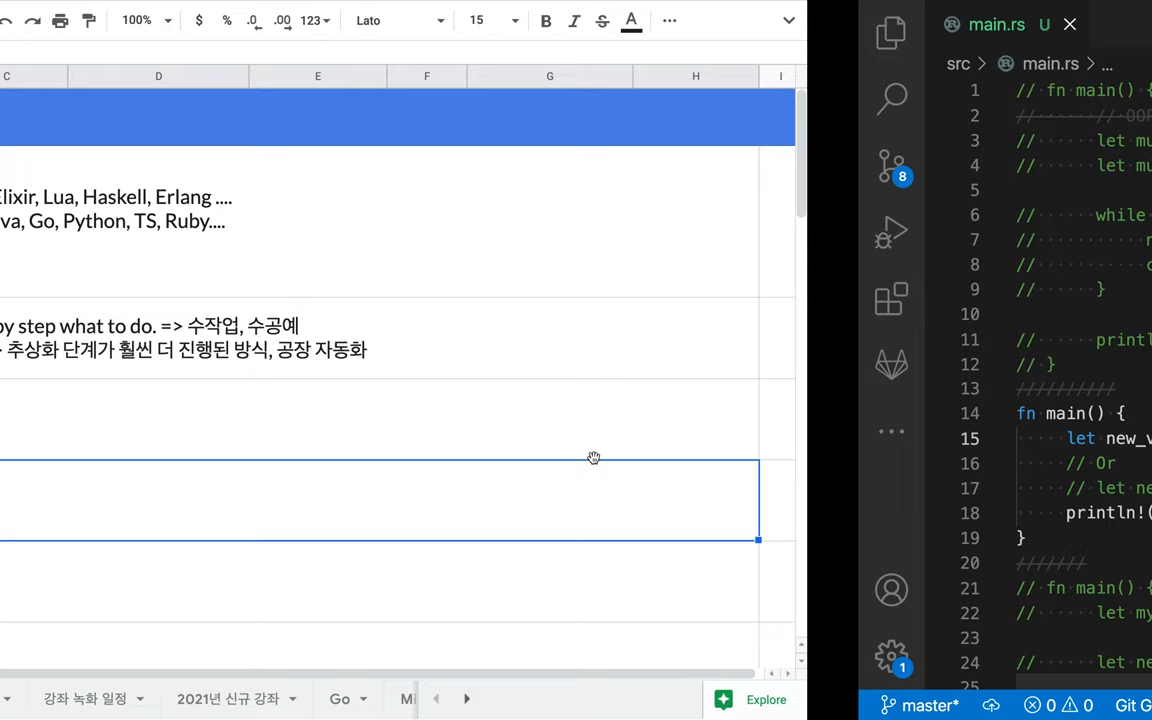 100% $ % .0 .00 123 Lato 15 B I S A ...
C D E F G H I
Elixir, Lua, Haskell, Erlang ....
va, Go, Python, TS, Ruby....
by step what to do. => 수작업, 수공예
추상화 단계가 훨씬 더 진행된 방식, 공장 자동화
강좌 녹화 일정 2021년 신규 강좌 Go Mi
Explore
8
1
main.rs U
src > main.rs > ...
1 // fn main() {
2 // // OOP
3 // let mu
4 // let mu
5
6 // while
7 // n
8 // c
9 // }
10
11 // printl
12 // }
13 //////////
14 fn main() {
15 let new_v
16 // Or
17 // let ne
18 println!(
19 }
20 ///////
21 // fn main() {
22 // let my
23
24 // let ne
25
master* 0 0 Git G